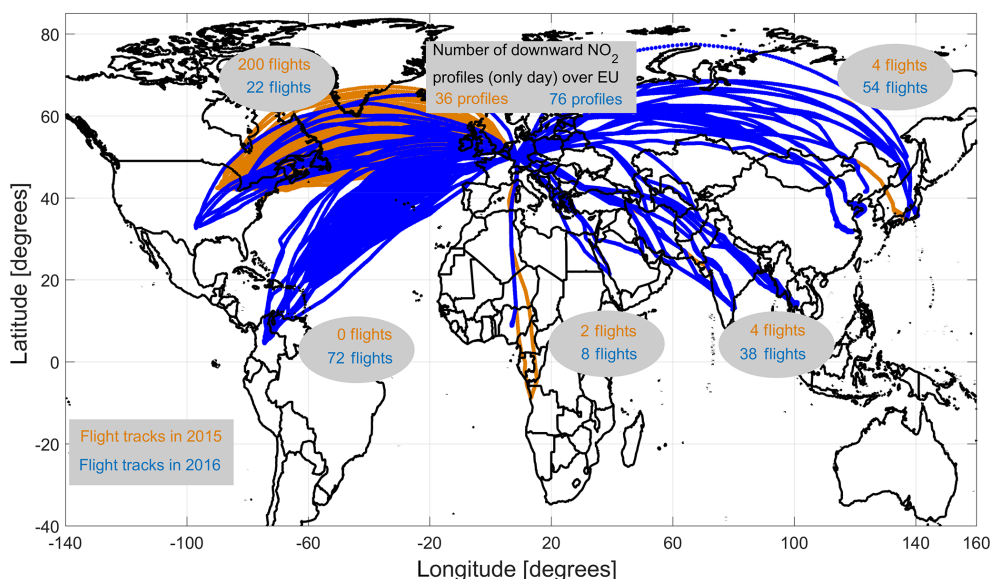 80
60
40
20
0
-20
-40
Latitude [degrees]
200 flights
22 flights
Number of downward NO2
profiles (only day) over EU
36 profiles 76 profiles
4 flights
54 flights
0 flights
72 flights
2 flights
8 flights
4 flights
38 flights
Flight tracks in 2015
Flight tracks in 2016
-140 -100 -60 -20 20 60 100 140 160
Longitude [degrees]